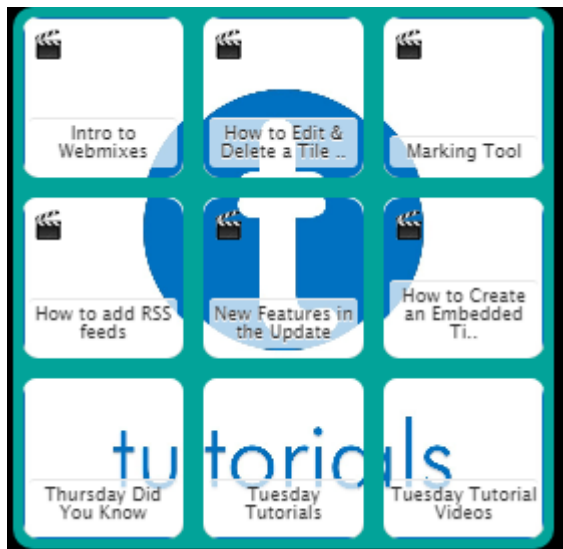 Intro to
Webmixes
How to Edit &
Delete a Tile ..
Marking Tool
How to add RSS
feeds
New Features in
the Update
How to Create
an Embedded
Ti..
t
tutorials
Thursday Did
You Know
Tuesday
Tutorials
Tuesday Tutorial
Videos